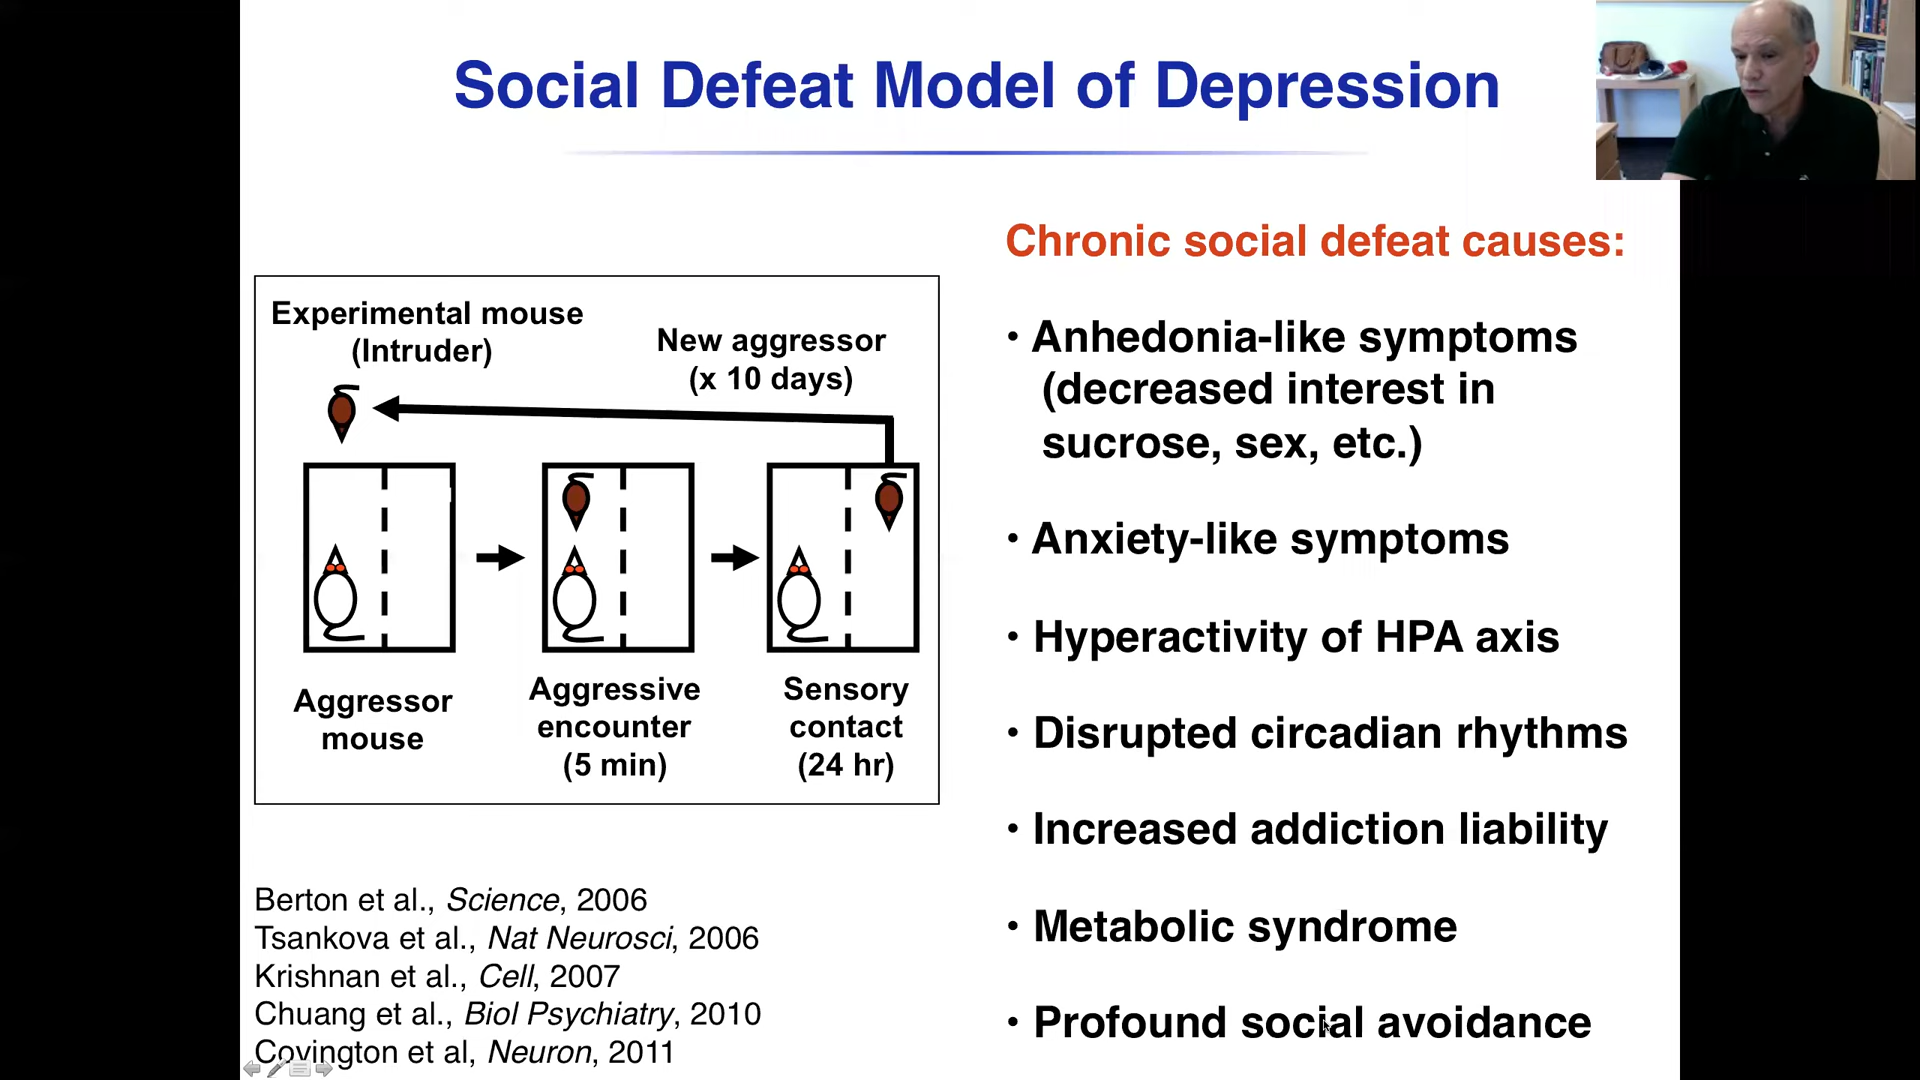 Social Defeat Model of Depression
Experimental mouse
(Intruder)
New aggressor
(x 10 days)
Aggressor
mouse
Aggressive
encounter
(5 min)
Sensory
contact
(24 hr)
Berton et al., Science, 2006
Tsankova et al., Nat Neurosci, 2006
Krishnan et al., Cell, 2007
Chuang et al., Biol Psychiatry, 2010
Covington et al, Neuron, 2011
Chronic social defeat causes:
• Anhedonia-like symptoms
(decreased interest in
sucrose, sex, etc.)
• Anxiety-like symptoms
• Hyperactivity of HPA axis
• Disrupted circadian rhythms
• Increased addiction liability
• Metabolic syndrome
• Profound social avoidance